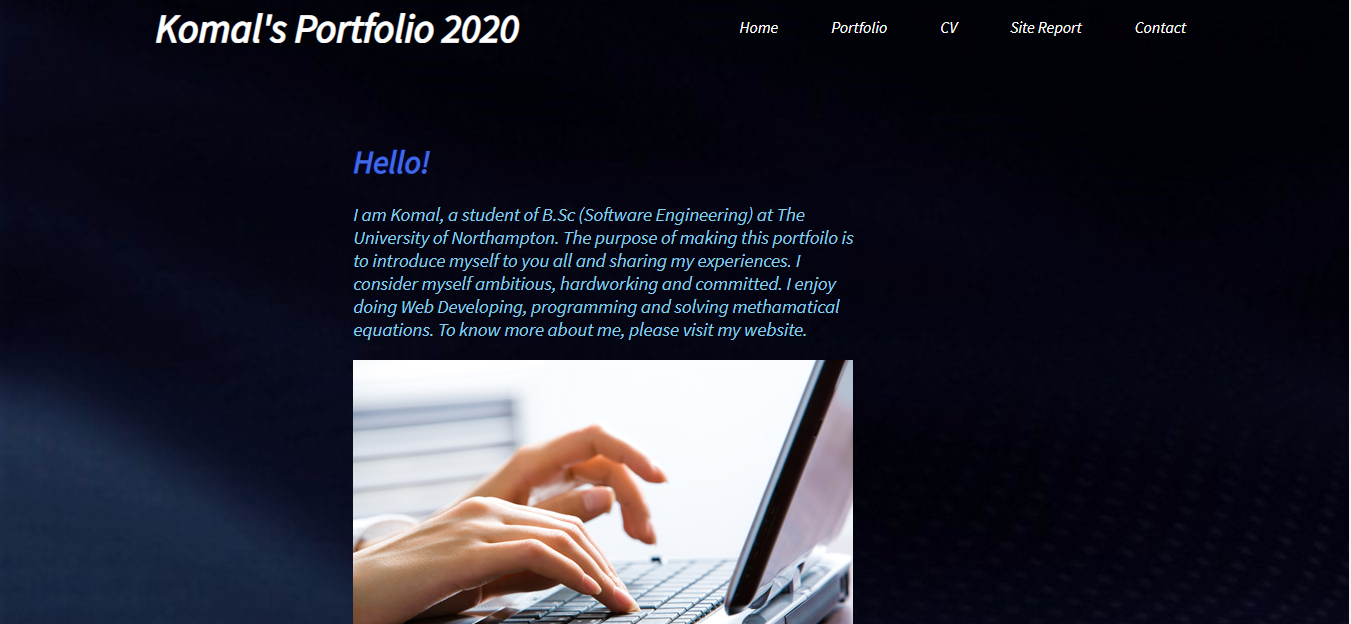 Komal's Portfolio 2020
Home Portfolio CV Site Report Contact
Hello!
I am Komal, a student of B.Sc (Software Engineering) at The
University of Northampton. The purpose of making this portfoilo is
to introduce myself to you all and sharing my experiences. I
consider myself ambitious, hardworking and committed. I enjoy
doing Web Developing, programming and solving methamatical
equations. To know more about me, please visit my website.